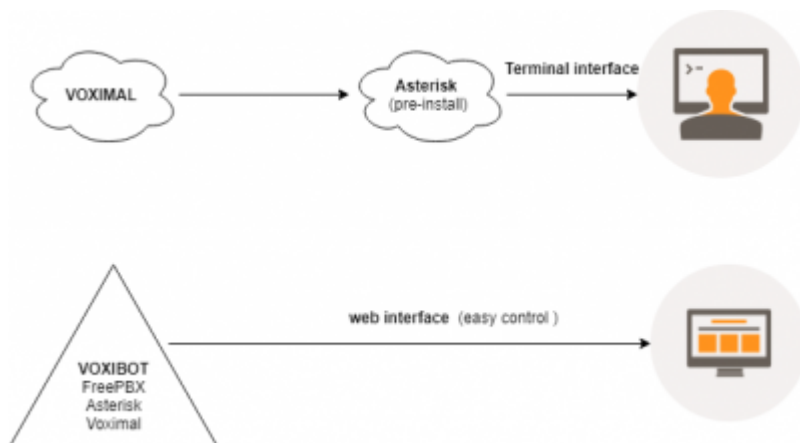 VOXIMAL
Asterisk
(pre-install)
Terminal interface
web interface (easy control )
VOXIBOT
FreePBX
Asterisk
Voximal